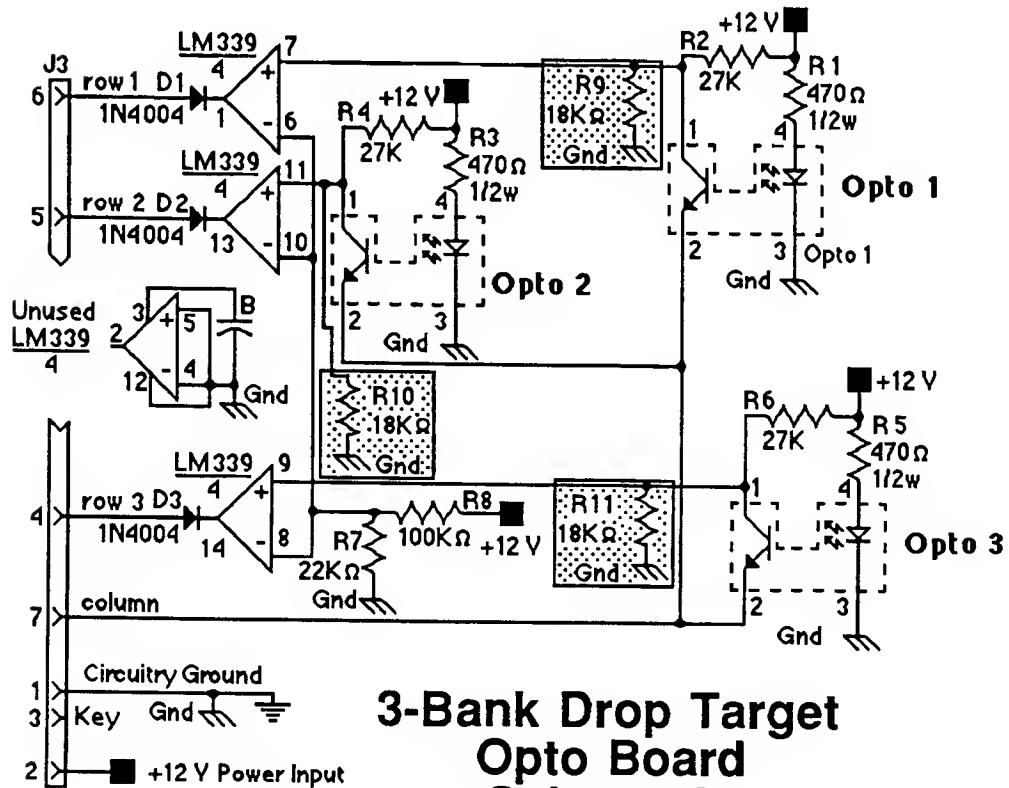 J3
6
row 1 D1
1N4004
LM339
4
1
+
-
7
6
5
row 2 D2
1N4004
LM339
4
13
+
-
11
10
+12 V
R4
27K
R3
470Ω
1/2w
4
1
2
3
Opto 2
Gnd
R9
18KΩ
Gnd
+12 V
R2
27K
R1
470Ω
1/2w
1
4
2
3
Opto 1
Opto 1
Gnd
Unused
LM339
4
2
3
12
+
-
5
4
B
Gnd
R10
18KΩ
Gnd
4
row 3 D3
1N4004
LM339
4
14
+
-
9
8
R7
22KΩ
Gnd
R8
100KΩ
+12 V
R11
18KΩ
Gnd
+12 V
R6
27K
R5
470Ω
1/2w
1
4
2
3
Opto 3
Gnd
7
column
1
Circuitry Ground
Gnd
3
Key
2
+12 V Power Input
3-Bank Drop Target
Opto Board